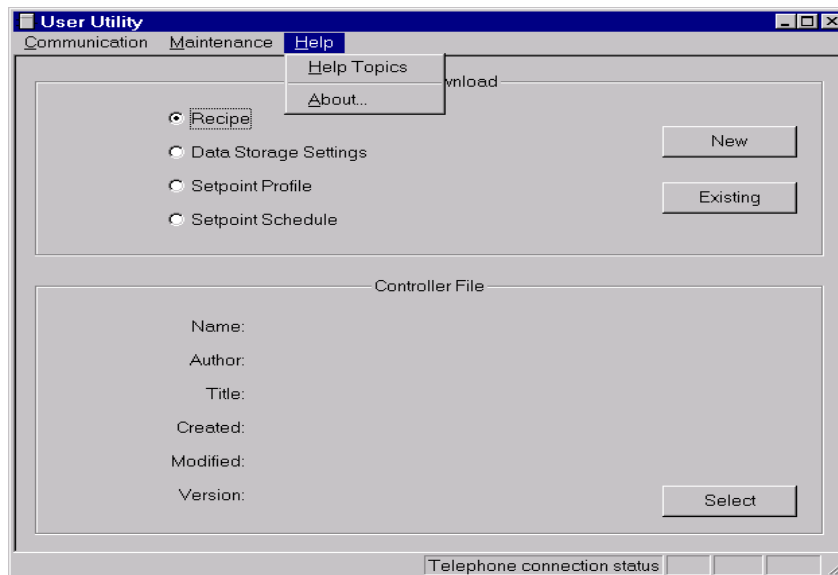 User Utility
Communication Maintenance Help
Help Topics
About...
Recipe
Data Storage Settings
Setpoint Profile
Setpoint Schedule
New
Existing
Controller File
Name:
Author:
Title:
Created:
Modified:
Version:
Select
Telephone connection status